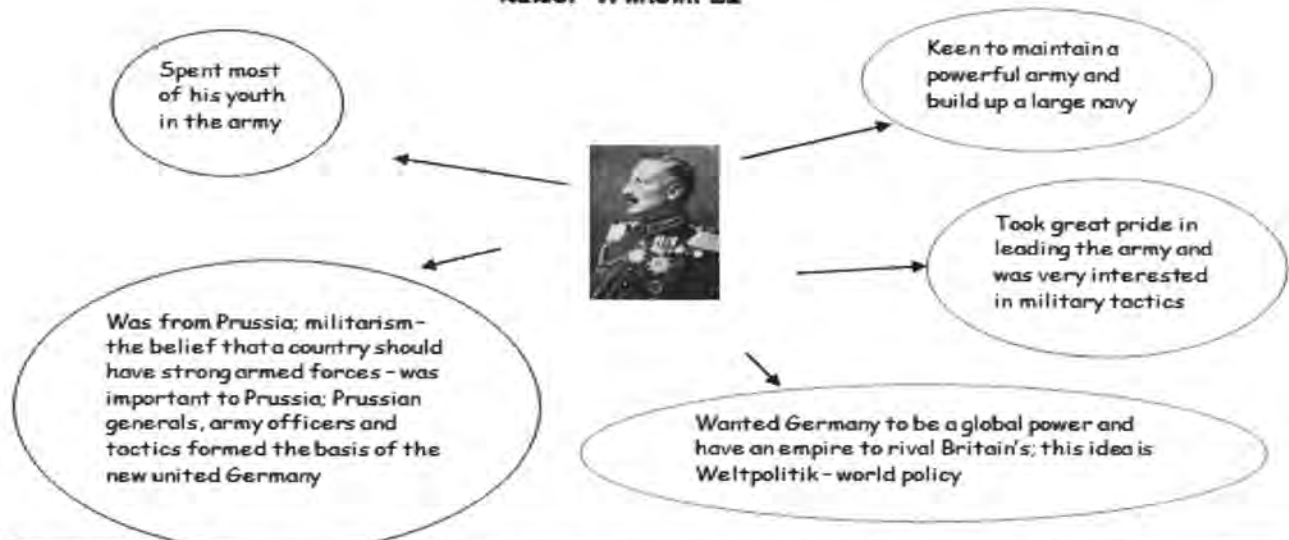 Spent most
of his youth
in the army
Keen to maintain a
powerful army and
build up a large navy
Took great pride in
leading the army and
was very interested
in military tactics
Was from Prussia; militarism –
the belief that a country should
have strong armed forces – was
important to Prussia; Prussian
generals, army officers and
tactics formed the basis of the
new united Germany
Wanted Germany to be a global power and
have an empire to rival Britain's; this idea is
Weltpolitik – world policy